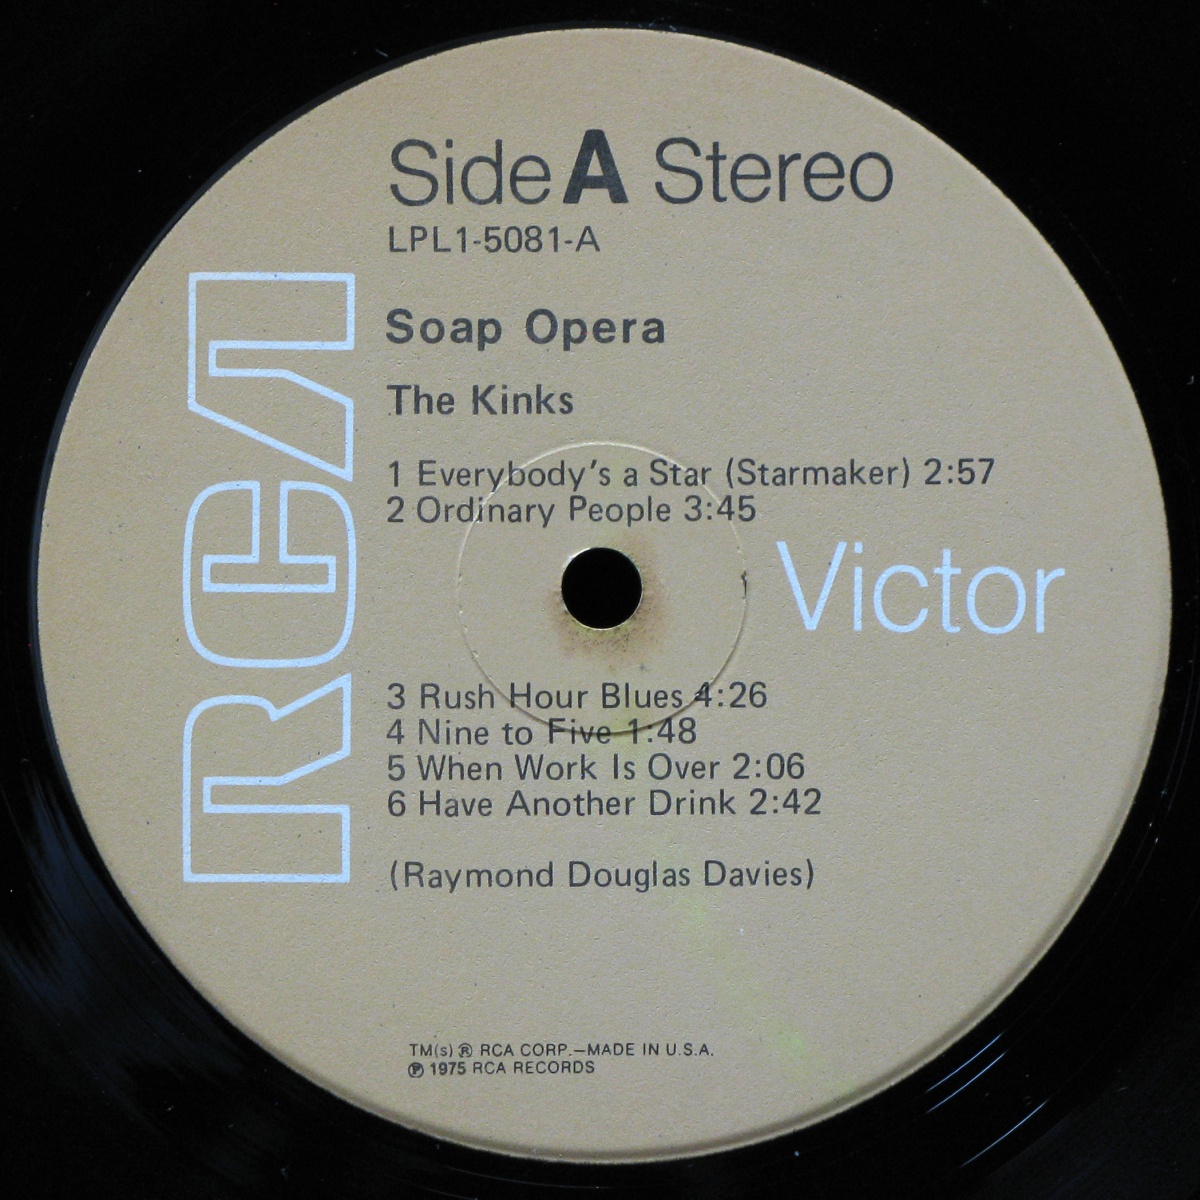 Side A Stereo
LPL1-5081-A
RCA
Soap Opera
The Kinks
1 Everybody's a Star (Starmaker) 2:57
2 Ordinary People 3:45
Victor
3 Rush Hour Blues 4:26
4 Nine to Five 1:48
5 When Work Is Over 2:06
6 Have Another Drink 2:42
(Raymond Douglas Davies)
TM(s) ® RCA CORP.—MADE IN U.S.A.
℗ 1975 RCA RECORDS